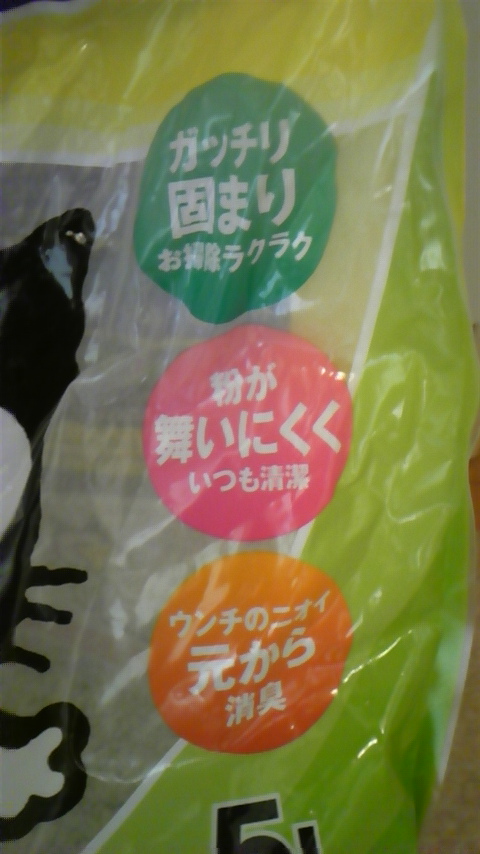 ガッチリ
固まり
お掃除ラクラク
粉が
舞いにくく
いつも清潔
ウンチのニオイ
元から
消臭
5L